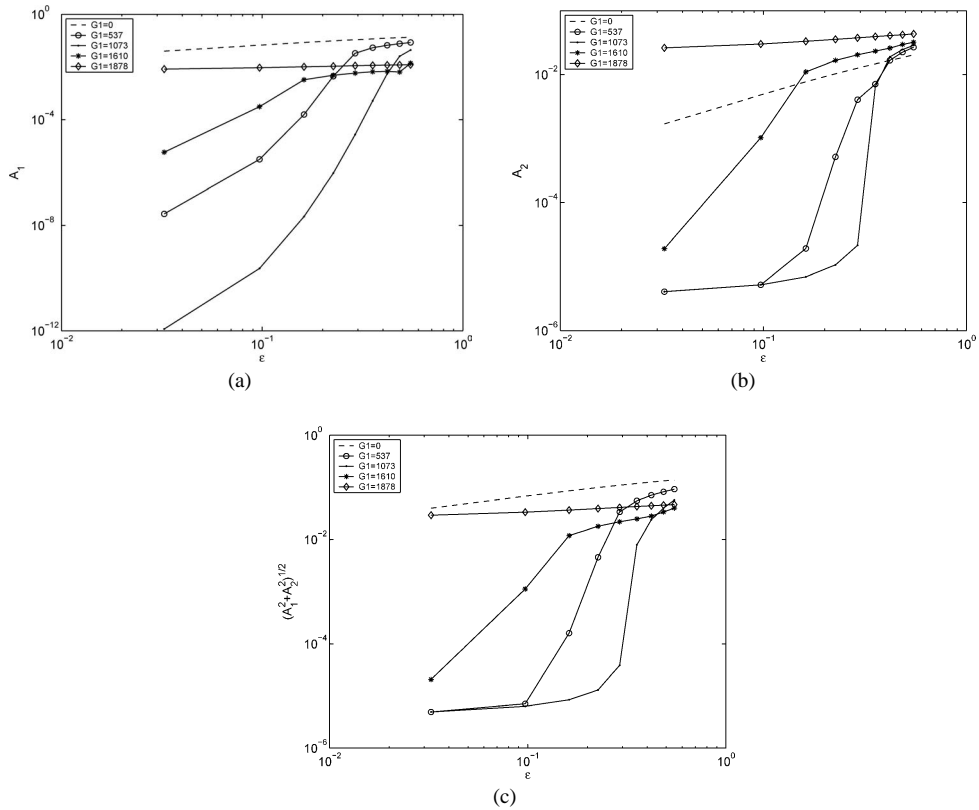 10^0
10^-4
10^-8
10^-12
A_1
G1=0
G1=537
G1=1073
G1=1610
G1=1878
10^-2
10^-1
10^0
ε
(a)
10^-2
10^-4
10^-6
A_2
G1=0
G1=537
G1=1073
G1=1610
G1=1878
10^-2
10^-1
10^0
ε
(b)
10^0
10^-2
10^-4
10^-6
(A_1^2+A_2^2)^1/2
G1=0
G1=537
G1=1073
G1=1610
G1=1878
10^-2
10^-1
10^0
ε
(c)